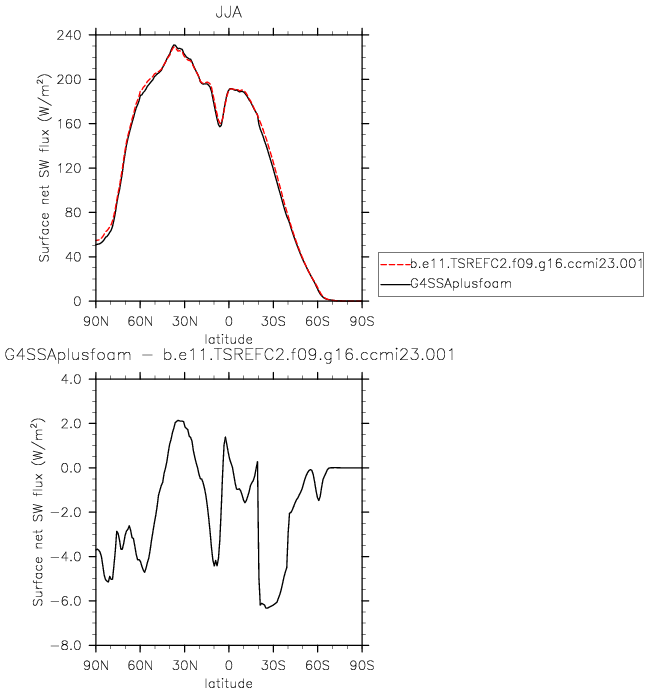 JJA
240
200
160
120
80
40
0
Surface net SW flux (W/m²)
90N 60N 30N 0 30S 60S 90S
latitude
b.e11.TSREFC2.f09.g16.ccmi23.001
G4SSAplusfoam
G4SSAplusfoam − b.e11.TSREFC2.f09.g16.ccmi23.001
4.0
2.0
0.0
−2.0
−4.0
−6.0
−8.0
Surface net SW flux (W/m²)
90N 60N 30N 0 30S 60S 90S
latitude